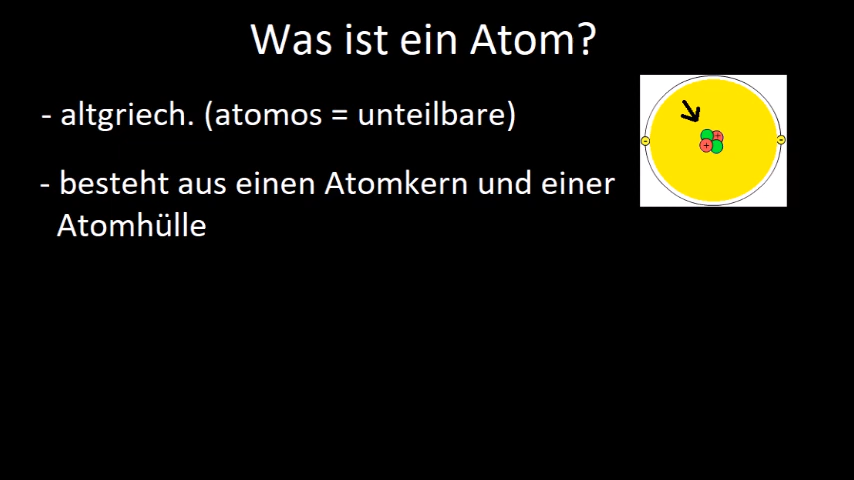 Was ist ein Atom?
- altgriech. (atomos = unteilbare)
- besteht aus einen Atomkern und einer
Atomhülle
+
+
-
-